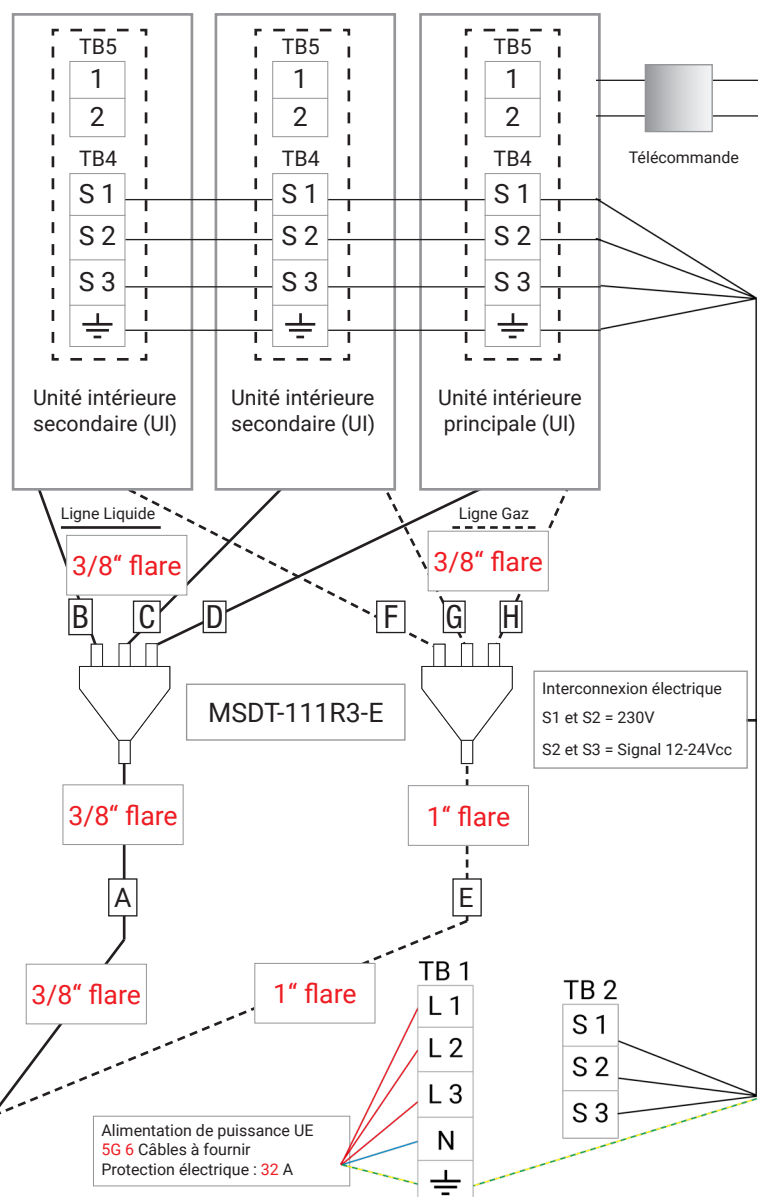 TB5
1
2
TB4
S 1
S 2
S 3
Unité intérieure
secondaire (UI)
TB5
1
2
TB4
S 1
S 2
S 3
Unité intérieure
secondaire (UI)
TB5
1
2
TB4
S 1
S 2
S 3
Unité intérieure
principale (UI)
Télécommande
Ligne Liquide
3/8“ flare
Ligne Gaz
3/8“ flare
B
C
D
F
G
H
MSDT-111R3-E
Interconnexion électrique
S1 et S2 = 230V
S2 et S3 = Signal 12-24Vcc
3/8“ flare
1“ flare
A
E
3/8“ flare
1“ flare
TB 1
L 1
L 2
L 3
N
TB 2
S 1
S 2
S 3
Alimentation de puissance UE
5G 6 Câbles à fournir
Protection électrique : 32 A